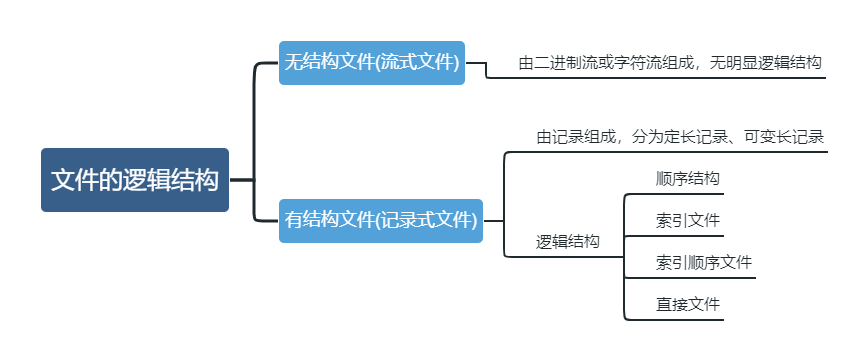 文件的逻辑结构
无结构文件(流式文件)
由二进制流或字符流组成，无明显逻辑结构
有结构文件(记录式文件)
由记录组成，分为定长记录、可变长记录
逻辑结构
顺序结构
索引文件
索引顺序文件
直接文件